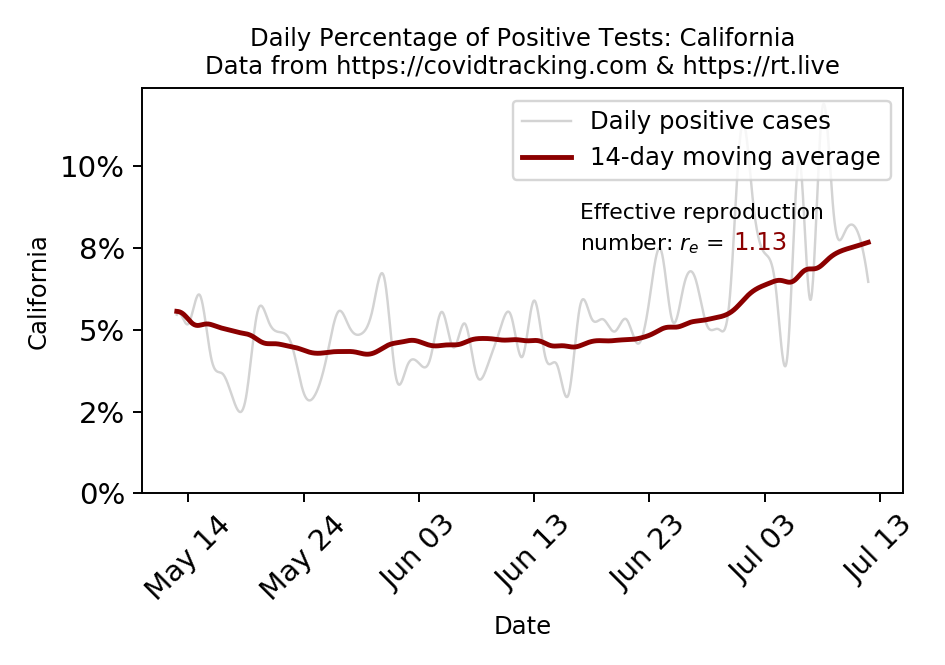 Daily Percentage of Positive Tests: California
Data from https://covidtracking.com & https://rt.live
Daily positive cases
14-day moving average
Effective reproduction
number: rₑ = 1.13
10%
8%
5%
2%
0%
California
May 14
May 24
Jun 03
Jun 13
Jun 23
Jul 03
Jul 13
Date